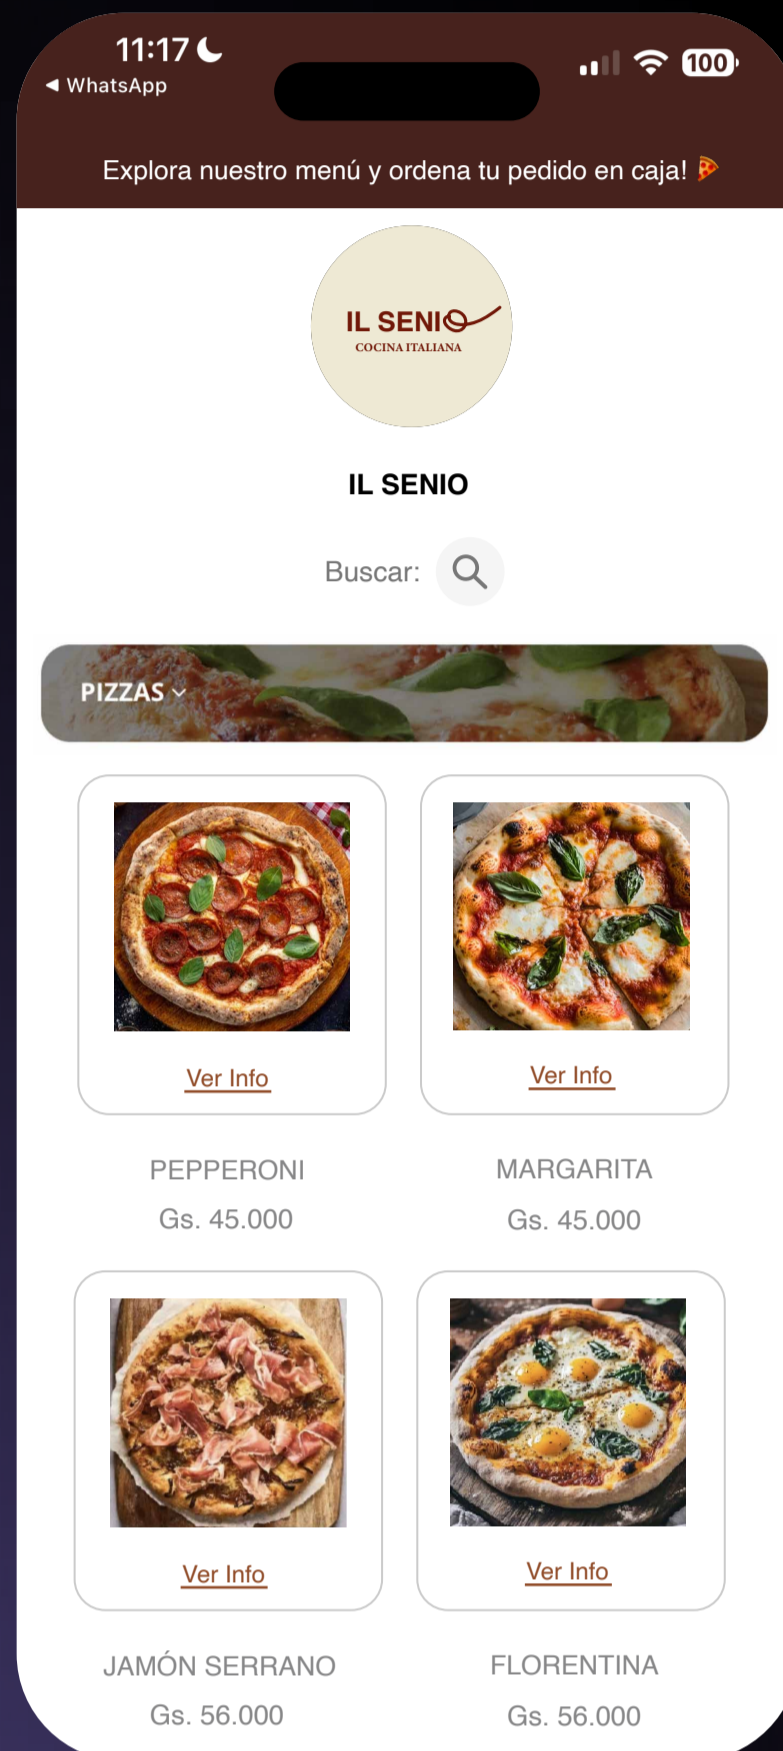 11:17
◀ WhatsApp
100
Explora nuestro menú y ordena tu pedido en caja! 🍕
IL SENIO
COCINA ITALIANA
IL SENIO
Buscar:
PIZZAS
Ver Info
Ver Info
PEPPERONI
MARGARITA
Gs. 45.000
Gs. 45.000
Ver Info
Ver Info
JAMÓN SERRANO
FLORENTINA
Gs. 56.000
Gs. 56.000